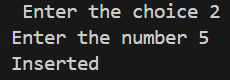 Enter the choice 2
Enter the number 5
Inserted